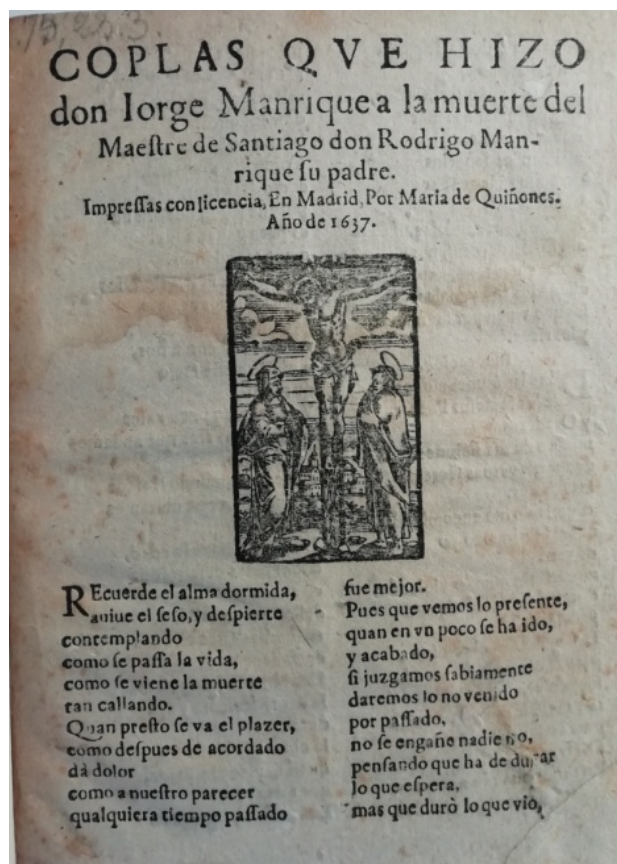 75,23.3.
COPLAS QVE HIZO
don Iorge Manrique a la muerte del
Maeſtre de Santiago don Rodrigo Man-
rique ſu padre.
Impreſſas con licencia, En Madrid, Por Maria de Quiñones.
Año de 1637.
REcuerde el alma dormida,
auiue el ſeſo, y deſpierte
contemplando
como ſe paſſa la vida,
como ſe viene la muerte
tan callando.
Quan preſto ſe va el plazer,
como deſpues de acordado
dà dolor
como a nueſtro parecer
qualquiera tiempo paſſado
fue mejor.
Pues que vemos lo preſente,
quan en vn poco ſe ha ido,
y acabado,
ſi juzgamos ſabiamente
daremos lo no venido
por paſſado,
no ſe engañe nadie no,
penſando que ha de durar
lo que eſpera,
mas que durò lo que viò,